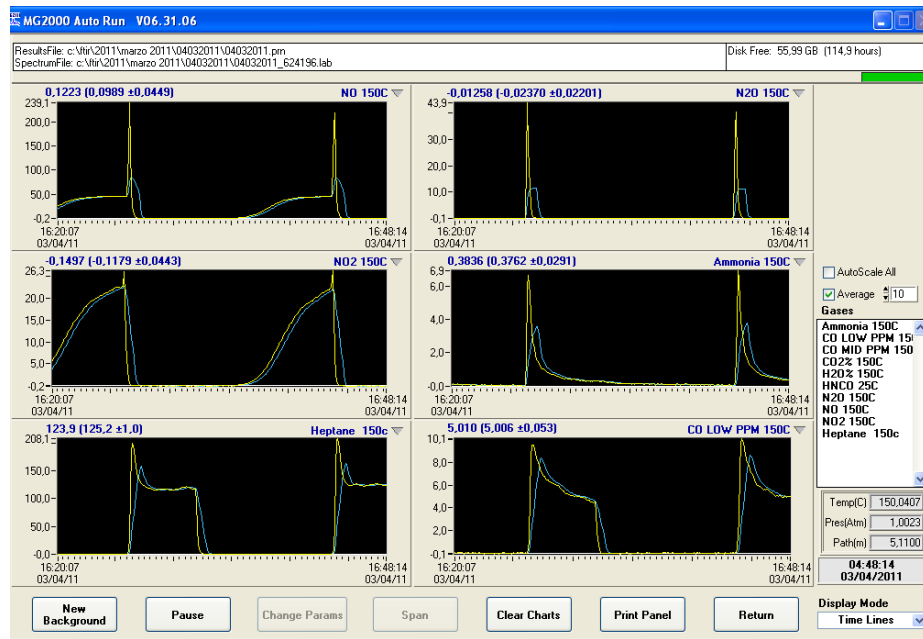 MG2000 Auto Run V06.31.06
ResultsFile: c:\ftir\2011\marzo 2011\04032011\04032011.prn
SpectrumFile: c:\ftir\2011\marzo 2011\04032011\04032011_624196.lab
Disk Free: 55,99 GB (114,9 hours)
0,1223 (0,0989 ±0,0449) NO 150C
239,1
200,0
150,0
100,0
50,0
-0,2
16:20:07 16:48:14
03/04/11 03/04/11
-0,01258 (-0,02370 ±0,02201) N2O 150C
43,9
30,0
20,0
10,0
-0,1
16:20:07 16:48:14
03/04/11 03/04/11
-0,1497 (-0,1179 ±0,0443) NO2 150C
26,3
20,0
15,0
10,0
5,0
-0,2
16:20:07 16:48:14
03/04/11 03/04/11
0,3836 (0,3762 ±0,0291) Ammonia 150C
6,9
4,0
2,0
-0,0
16:20:07 16:48:14
03/04/11 03/04/11
123,9 (125,2 ±1,0) Heptane 150c
208,1
150,0
100,0
50,0
-0,0
16:20:07 16:48:14
03/04/11 03/04/11
5,010 (5,006 ±0,053) CO LOW PPM 150C
10,1
8,0
6,0
4,0
2,0
-0,1
16:20:07 16:48:14
03/04/11 03/04/11
AutoScale All
Average 10
Gases
Ammonia 150C
CO LOW PPM 15
CO MID PPM 150
CO2% 150C
H2O% 150C
HNCO 25C
N2O 150C
NO 150C
NO2 150C
Heptane 150c
Temp(C) 150,0407
Pres(Atm) 1,0023
Path(m) 5,1100
04:48:14
03/04/2011
Display Mode
Time Lines
New
Background
Pause
Change Params
Span
Clear Charts
Print Panel
Return